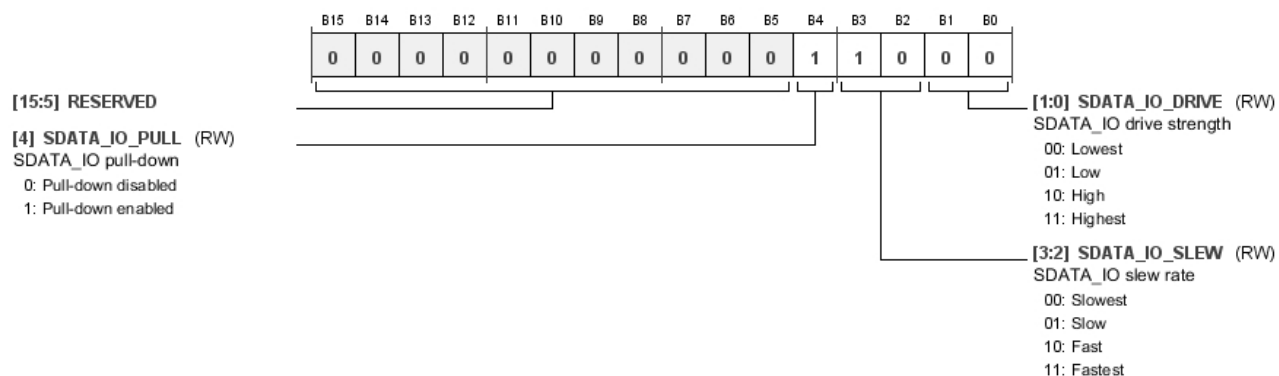 B15 B14 B13 B12 B11 B10 B9 B8 B7 B6 B5 B4 B3 B2 B1 B0
0 0 0 0 0 0 0 0 0 0 0 1 1 0 0 0
[15:5] RESERVED
[4] SDATA_IO_PULL (RW)
SDATA_IO pull-down
0: Pull-down disabled
1: Pull-down enabled
[1:0] SDATA_IO_DRIVE (RW)
SDATA_IO drive strength
00: Lowest
01: Low
10: High
11: Highest
[3:2] SDATA_IO_SLEW (RW)
SDATA_IO slew rate
00: Slowest
01: Slow
10: Fast
11: Fastest